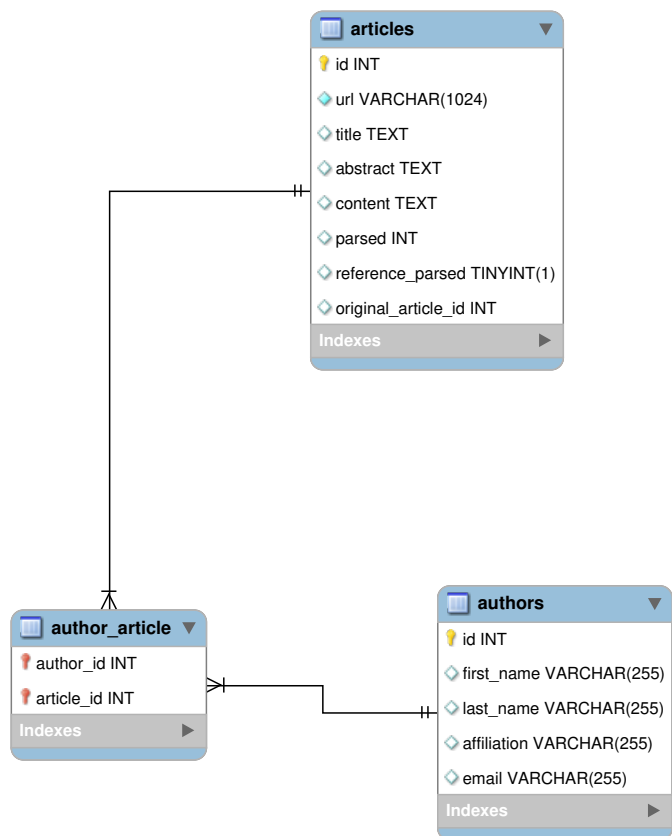 articles
id INT
url VARCHAR(1024)
title TEXT
abstract TEXT
content TEXT
parsed INT
reference_parsed TINYINT(1)
original_article_id INT
Indexes
author_article
author_id INT
article_id INT
Indexes
authors
id INT
first_name VARCHAR(255)
last_name VARCHAR(255)
affiliation VARCHAR(255)
email VARCHAR(255)
Indexes